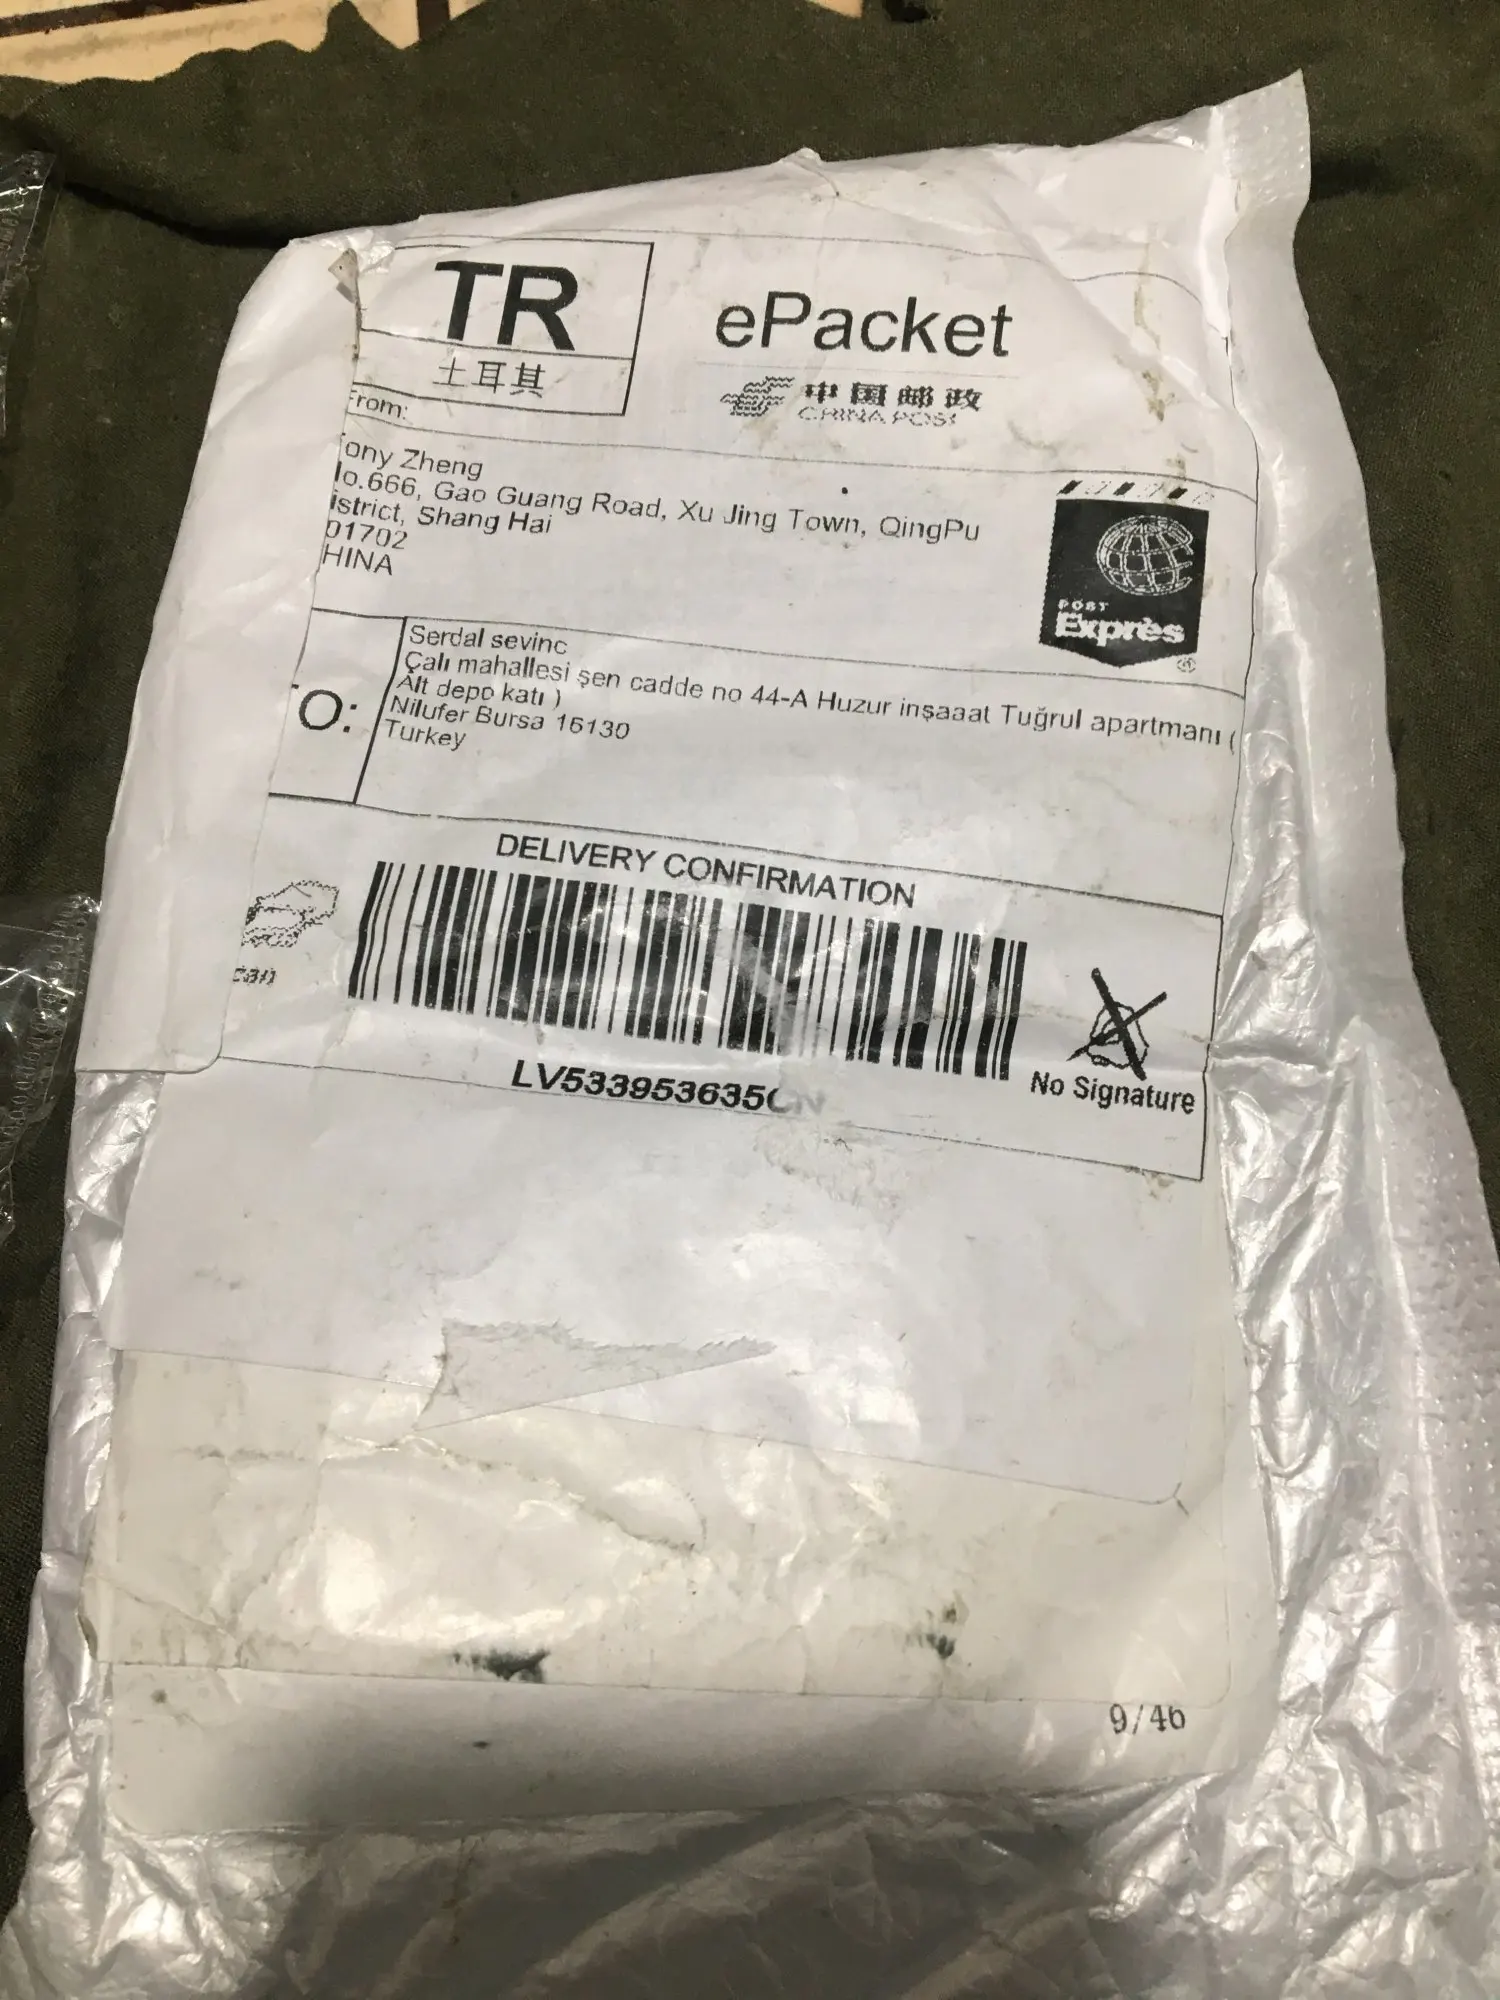 TR
土耳其
ePacket
中国邮政
CHINA POST
From:
ony Zheng
o.666, Gao Guang Road, Xu Jing Town, QingPu
istrict, Shang Hai
01702
HINA
POST
Exprès
®
O:
Serdal sevinc
Çalı mahallesi şen cadde no 44-A Huzur inşaaat Tuğrul apartmanı (
Alt depo katı )
Nilufer Bursa 16130
Turkey
DELIVERY CONFIRMATION
can
LV533953635CN
No Signature
9/46